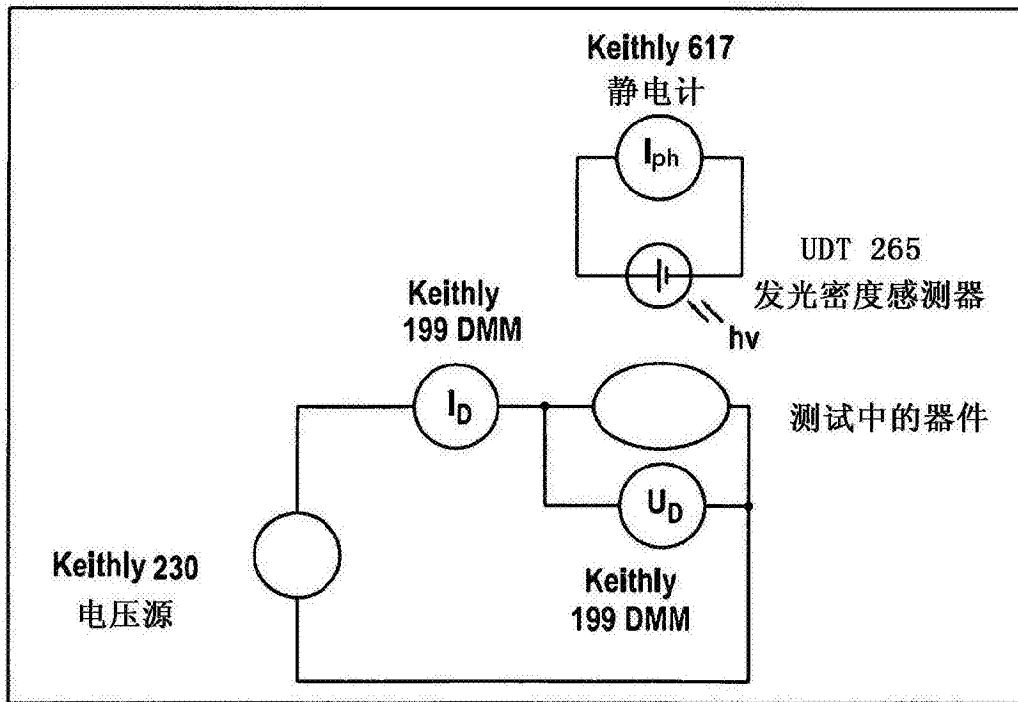 Keithly 617
静电计
Iph
UDT 265
发光密度感测器
hv
Keithly
199 DMM
ID
测试中的器件
UD
Keithly 230
电压源
Keithly
199 DMM